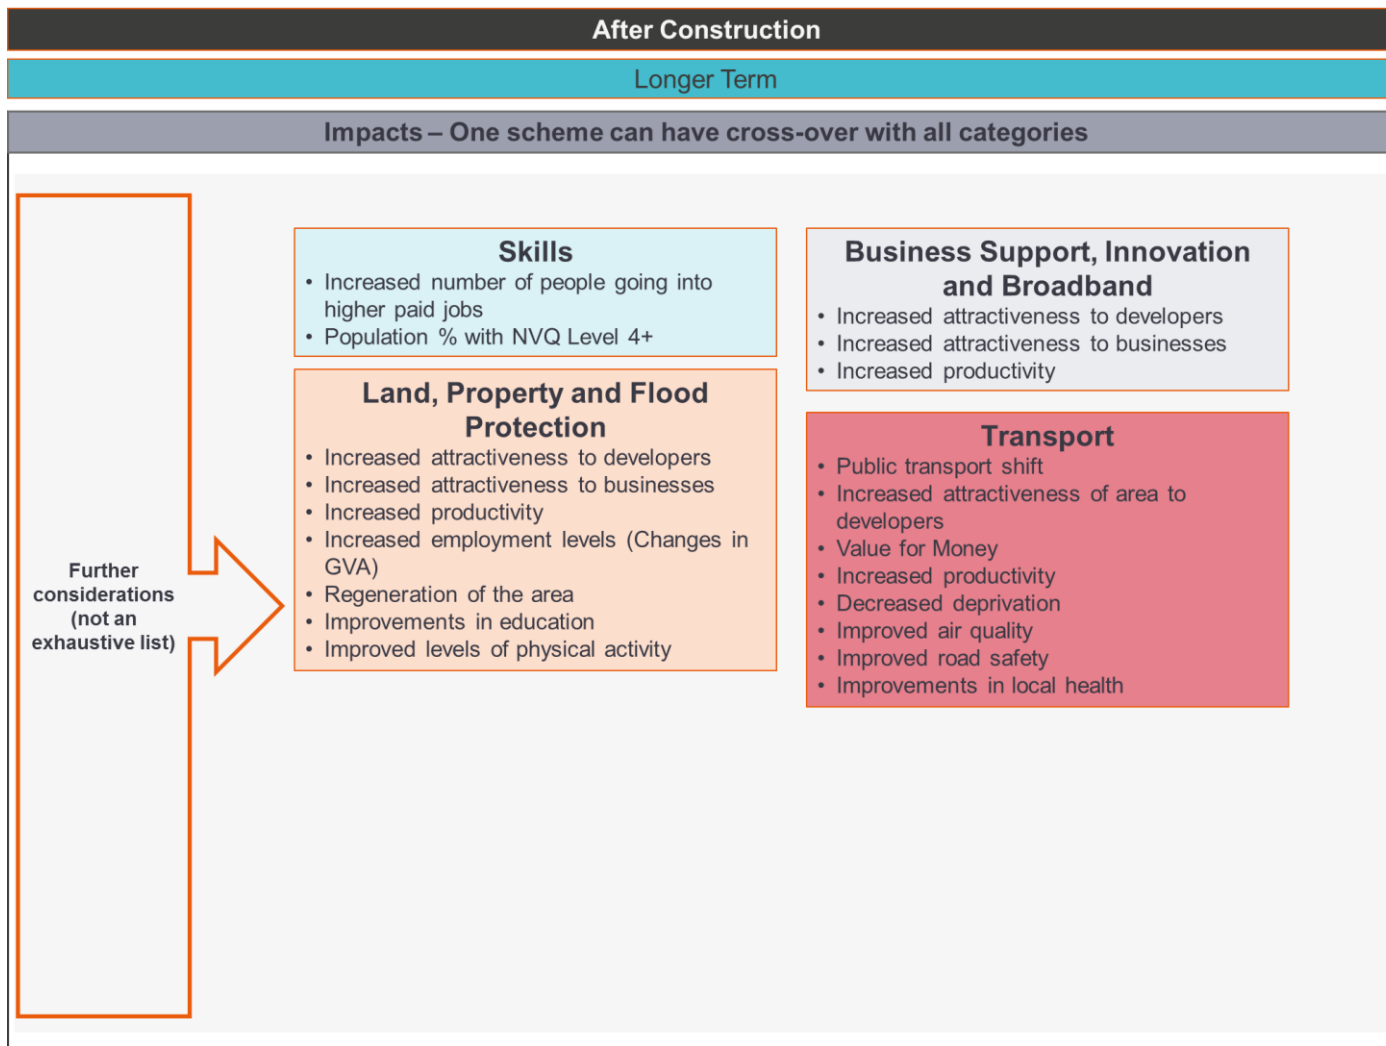 After Construction
Longer Term
Impacts – One scheme can have cross-over with all categories
Further
considerations
(not an
exhaustive list)
Skills
• Increased number of people going into
higher paid jobs
• Population % with NVQ Level 4+
Land, Property and Flood
Protection
• Increased attractiveness to developers
• Increased attractiveness to businesses
• Increased productivity
• Increased employment levels (Changes in
GVA)
• Regeneration of the area
• Improvements in education
• Improved levels of physical activity
Business Support, Innovation
and Broadband
• Increased attractiveness to developers
• Increased attractiveness to businesses
• Increased productivity
Transport
• Public transport shift
• Increased attractiveness of area to
developers
• Value for Money
• Increased productivity
• Decreased deprivation
• Improved air quality
• Improved road safety
• Improvements in local health